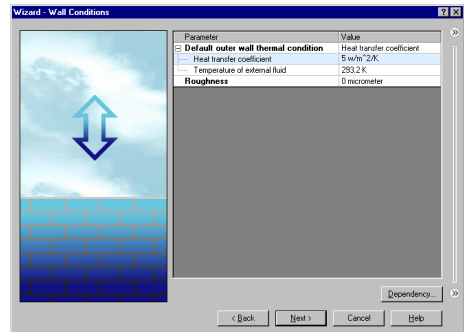 Wizard - Wall Conditions
Parameter Value
Default outer wall thermal condition Heat transfer coefficient
Heat transfer coefficient 5 w/m^2/K
Temperature of external fluid 293.2 K
Roughness 0 micrometer
Dependency...
< Back Next > Cancel Help